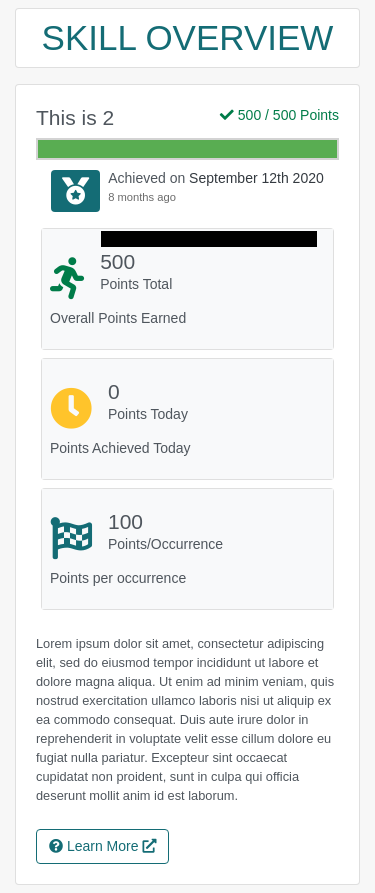 SKILL OVERVIEW
This is 2
500 / 500 Points
Achieved on September 12th 2020
8 months ago
500
Points Total
Overall Points Earned
0
Points Today
Points Achieved Today
100
Points/Occurrence
Points per occurrence
Lorem ipsum dolor sit amet, consectetur adipiscing
elit, sed do eiusmod tempor incididunt ut labore et
dolore magna aliqua. Ut enim ad minim veniam, quis
nostrud exercitation ullamco laboris nisi ut aliquip ex
ea commodo consequat. Duis aute irure dolor in
reprehenderit in voluptate velit esse cillum dolore eu
fugiat nulla pariatur. Excepteur sint occaecat
cupidatat non proident, sunt in culpa qui officia
deserunt mollit anim id est laborum.
Learn More